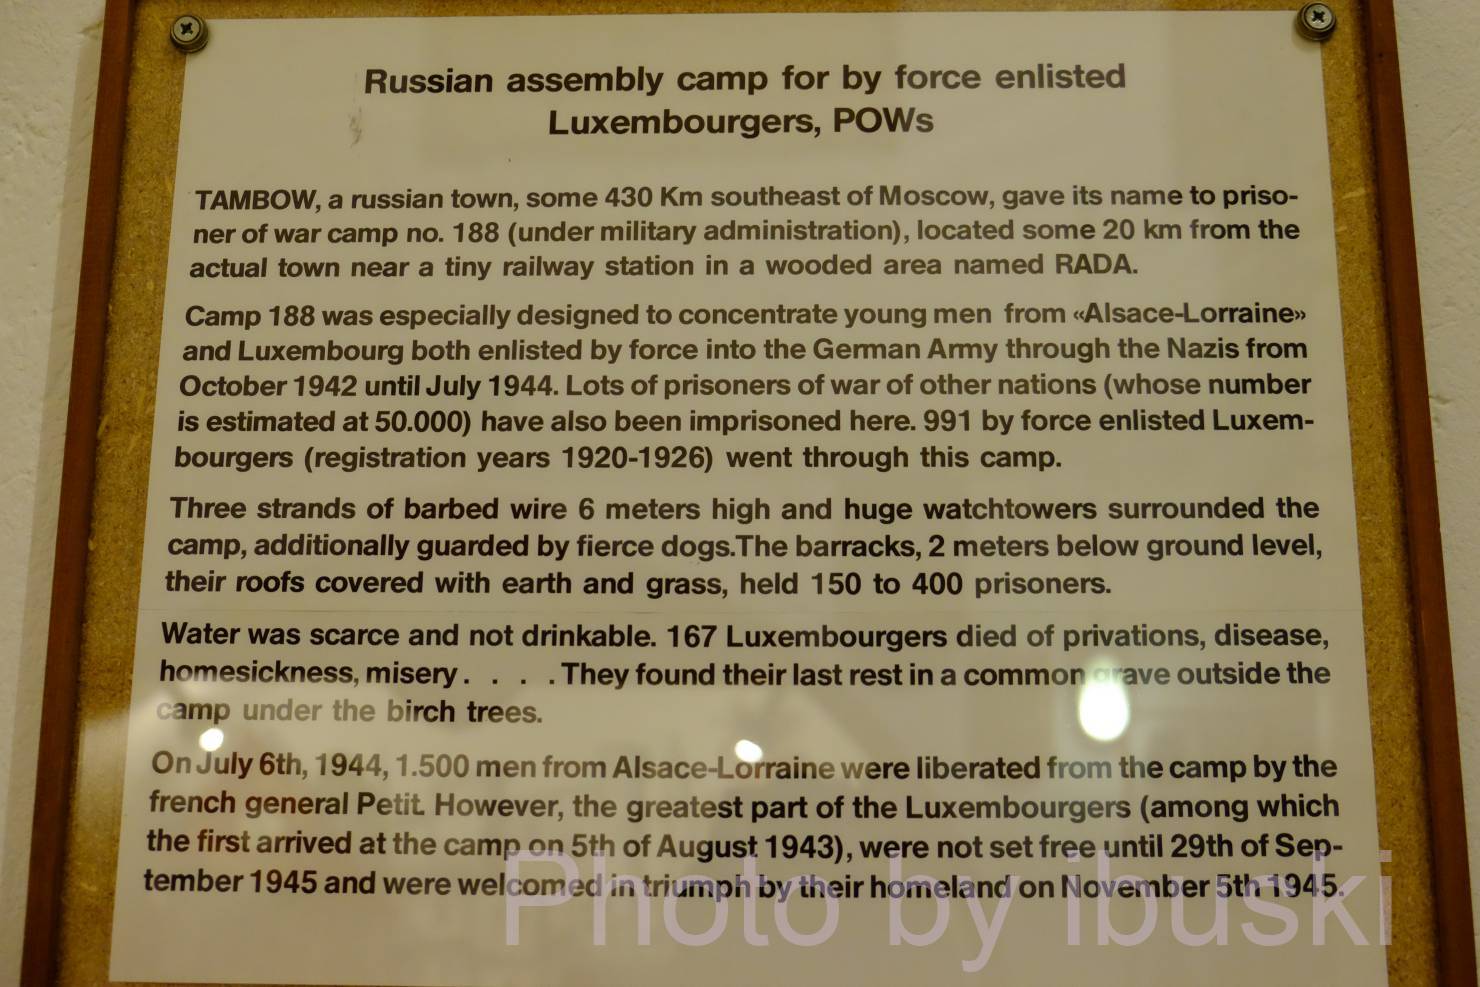 Russian assembly camp for by force enlisted
Luxembourgers, POWs
TAMBOW, a russian town, some 430 Km southeast of Moscow, gave its name to priso-
ner of war camp no. 188 (under military administration), located some 20 km from the
actual town near a tiny railway station in a wooded area named RADA.
Camp 188 was especially designed to concentrate young men from «Alsace-Lorraine»
and Luxembourg both enlisted by force into the German Army through the Nazis from
October 1942 until July 1944. Lots of prisoners of war of other nations (whose number
is estimated at 50.000) have also been imprisoned here. 991 by force enlisted Luxem-
bourgers (registration years 1920-1926) went through this camp.
Three strands of barbed wire 6 meters high and huge watchtowers surrounded the
camp, additionally guarded by fierce dogs.The barracks, 2 meters below ground level,
their roofs covered with earth and grass, held 150 to 400 prisoners.
Water was scarce and not drinkable. 167 Luxembourgers died of privations, disease,
homesickness, misery. . . . They found their last rest in a common grave outside the
camp under the birch trees.
On July 6th, 1944, 1.500 men from Alsace-Lorraine were liberated from the camp by the
french general Petit. However, the greatest part of the Luxembourgers (among which
the first arrived at the camp on 5th of August 1943), were not set free until 29th of Sep-
tember 1945 and were welcomed in triumph by their homeland on November 5th 1945.
Photo by ibuski